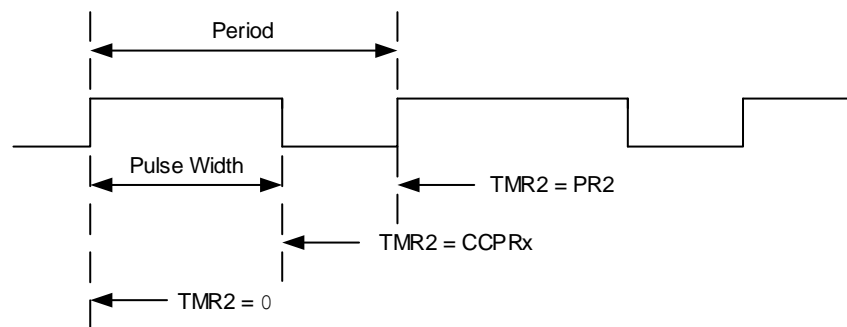 Period
Pulse Width
TMR2 = PR2
TMR2 = CCPRx
TMR2 = 0